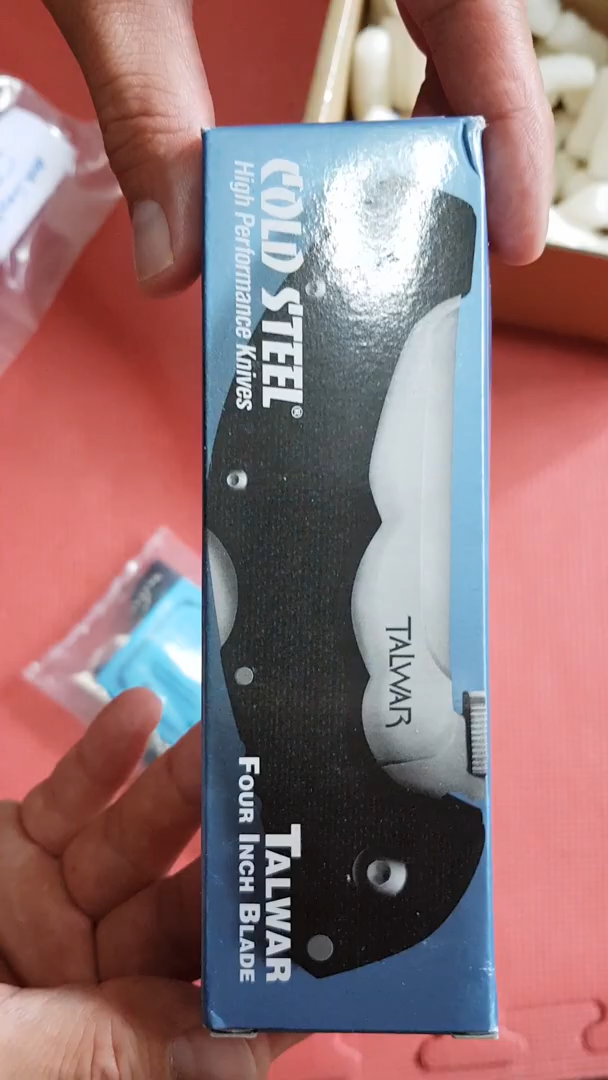 COLD STEEL®
High Performance Knives
TALWAR
TALWAR
FOUR INCH BLADE